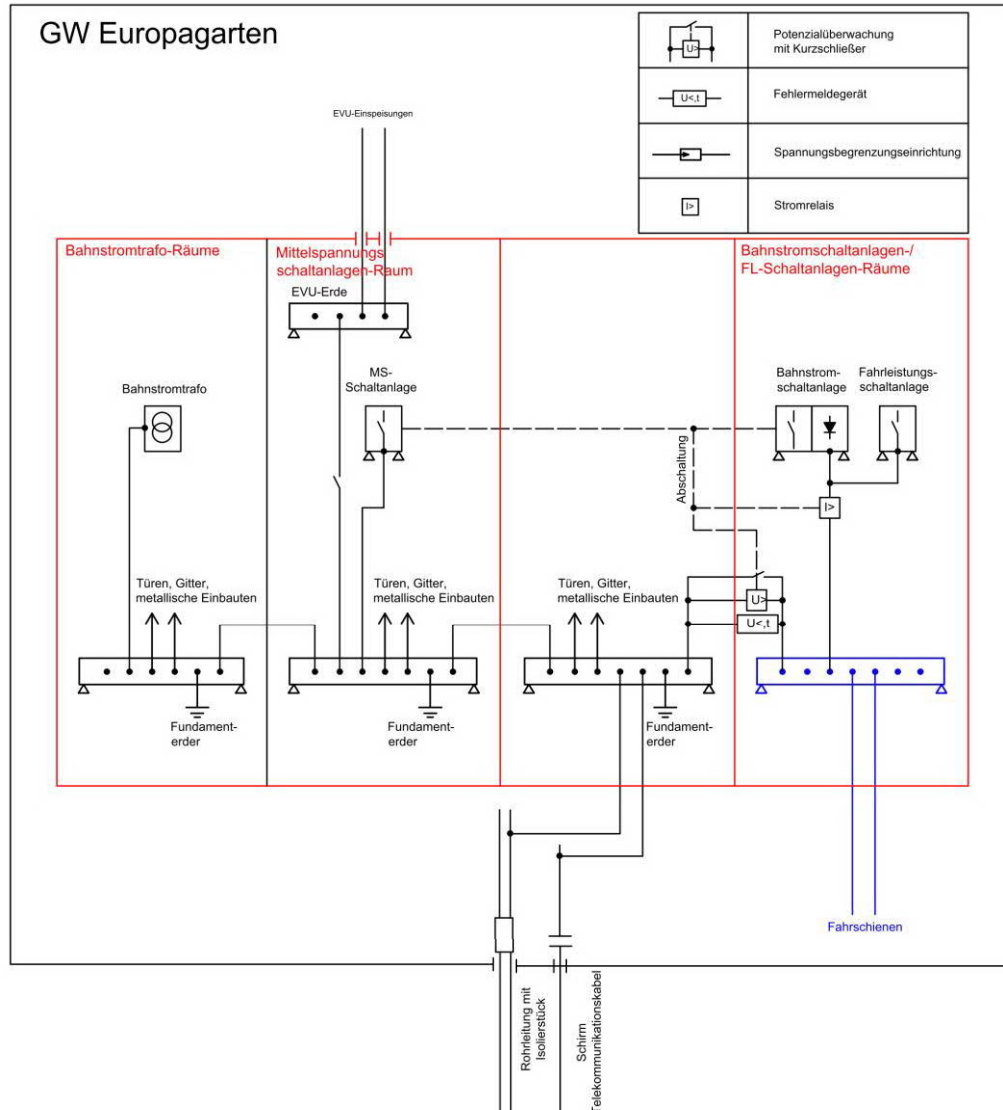 GW Europagarten
Potenzialüberwachung
mit Kurzschließer
U>
Fehlermeldegerät
U<,t
Spannungsbegrenzungseinrichtung
Stromrelais
I>
EVU-Einspeisungen
Bahnstromtrafo-Räume
Mittelspannungs
schaltanlagen-Raum
Bahnstromschaltanlagen-/
FL-Schaltanlagen-Räume
EVU-Erde
Bahnstromtrafo
MS-
Schaltanlage
Bahnstrom-
schaltanlage
Fahrleistungs-
schaltanlage
Abschaltung
I>
Türen, Gitter,
metallische Einbauten
Türen, Gitter,
metallische Einbauten
Türen, Gitter,
metallische Einbauten
U>
U<,t
Fundament-
erder
Fundament-
erder
Fundament-
erder
Fahrschienen
Rohrleitung mit
Isolierstück
Schirm
Telekommunikationskabel